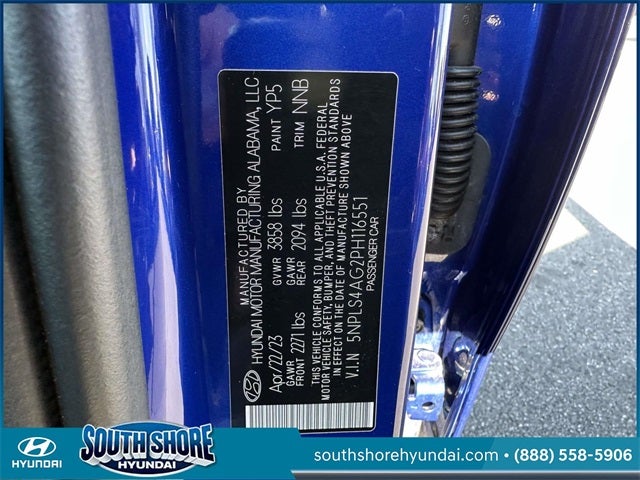 MANUFACTURED BY
HYUNDAI MOTOR MANUFACTURING ALABAMA, LLC
Apr/22/23 GVWR 3858 lbs PAINT YP5
GAWR FRONT 2271 lbs GAWR REAR 2094 lbs TRIM NNB
THIS VEHICLE CONFORMS TO ALL APPLICABLE U.S.A. FEDERAL
MOTOR VEHICLE SAFETY, BUMPER, AND THEFT PREVENTION STANDARDS
IN EFFECT ON THE DATE OF MANUFACTURE SHOWN ABOVE
V.I.N 5NPLS4AG2PH116551
PASSENGER CAR
HYUNDAI
SOUTH SHORE
HYUNDAI
southshorehyundai.com • (888) 558-5906